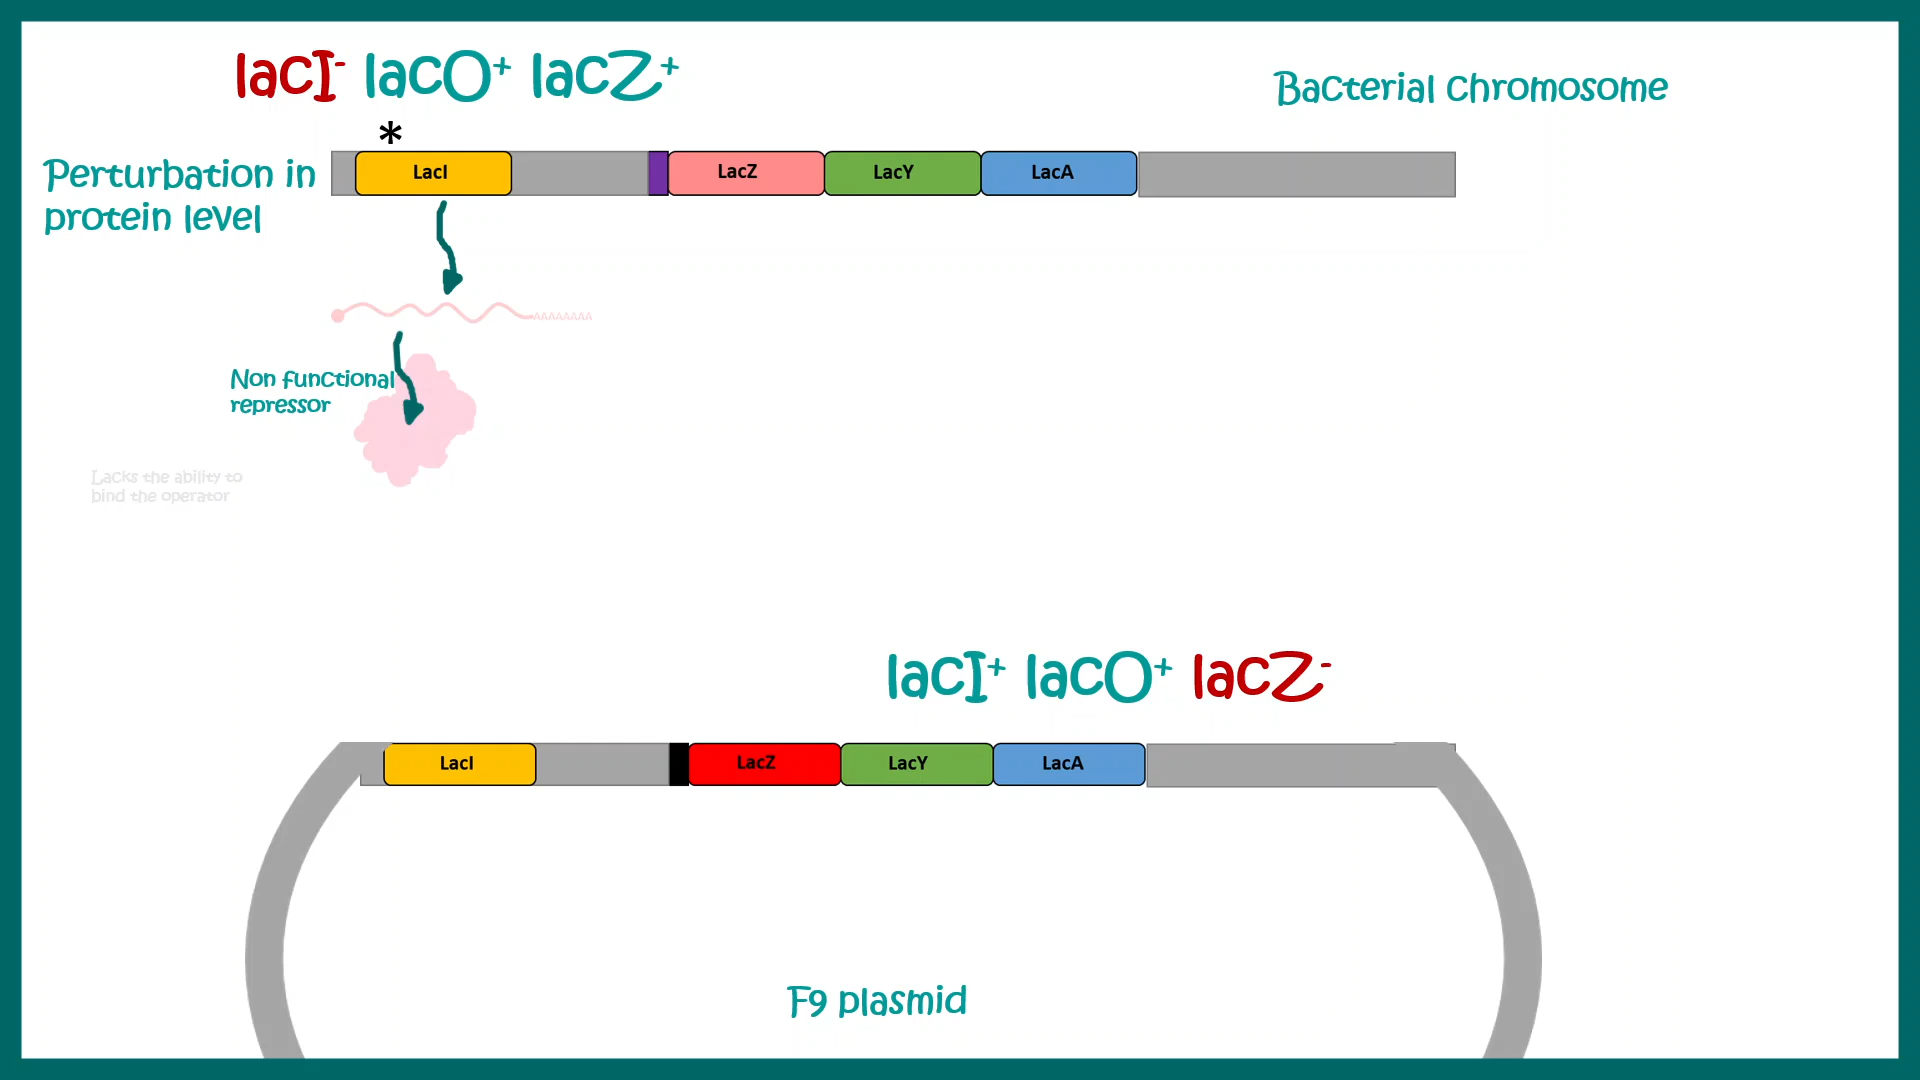 lacI- lacO+ lacZ+
Bacterial chromosome
*
Perturbation in
protein level
LacI
LacZ
LacY
LacA
AAAAAAAA
Non functional
repressor
Lacks the ability to
bind the operator
lacI+ lacO+ lacZ-
LacI
LacZ
LacY
LacA
F9 plasmid